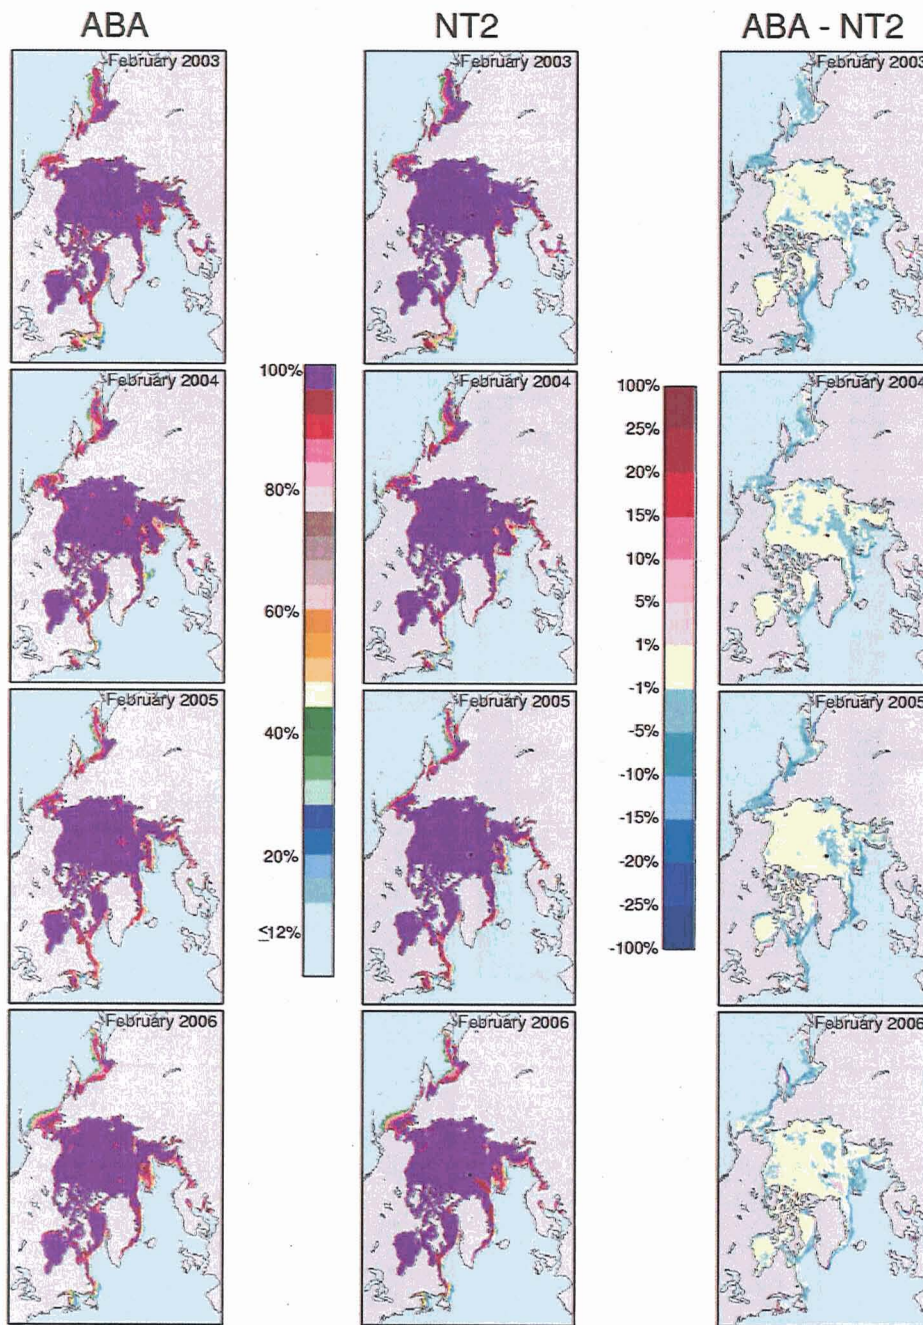 ABA
NT2
ABA - NT2
February 2003
February 2003
February 2003
February 2004
February 2004
February 2004
100%
80%
60%
40%
20%
≤12%
100%
25%
20%
15%
10%
5%
1%
-1%
-5%
-10%
-15%
-20%
-25%
-100%
February 2005
February 2005
February 2005
February 2006
February 2006
February 2006